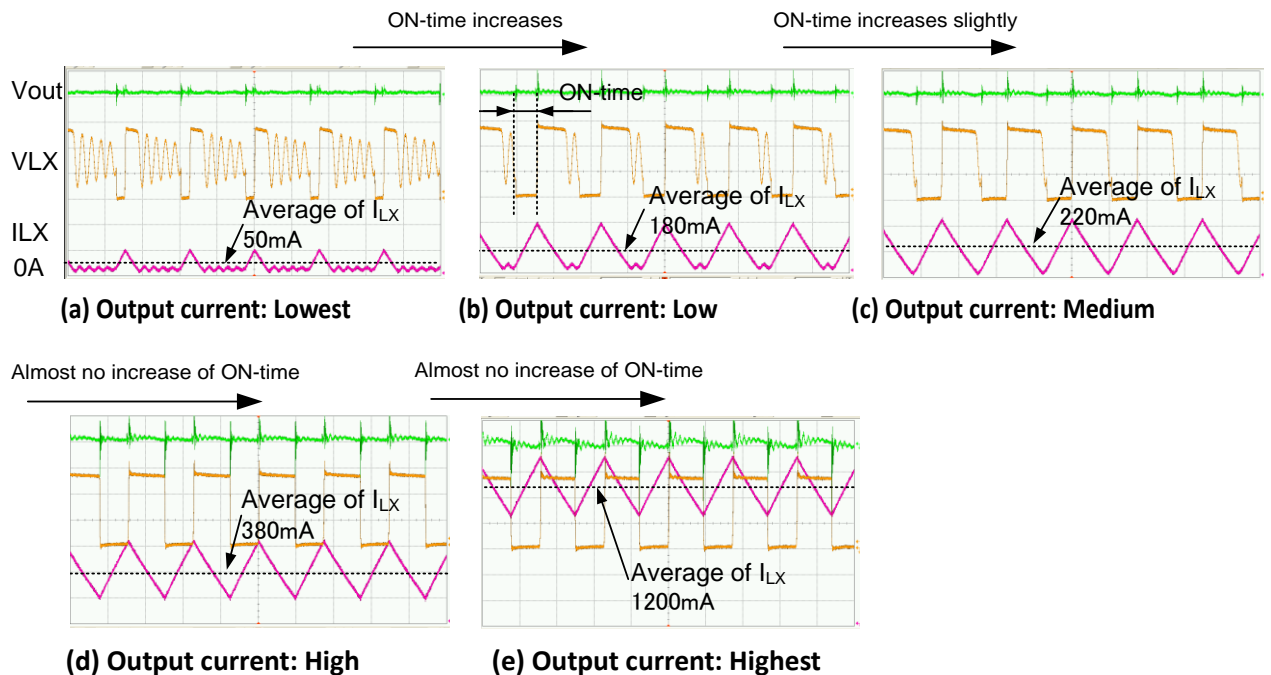 ON-time increases
ON-time increases slightly
Vout
VLX
ILX
0A
ON-time
Average of ILX
50mA
Average of ILX
180mA
Average of ILX
220mA
(a) Output current: Lowest
(b) Output current: Low
(c) Output current: Medium
Almost no increase of ON-time
Almost no increase of ON-time
Average of ILX
380mA
Average of ILX
1200mA
(d) Output current: High
(e) Output current: Highest